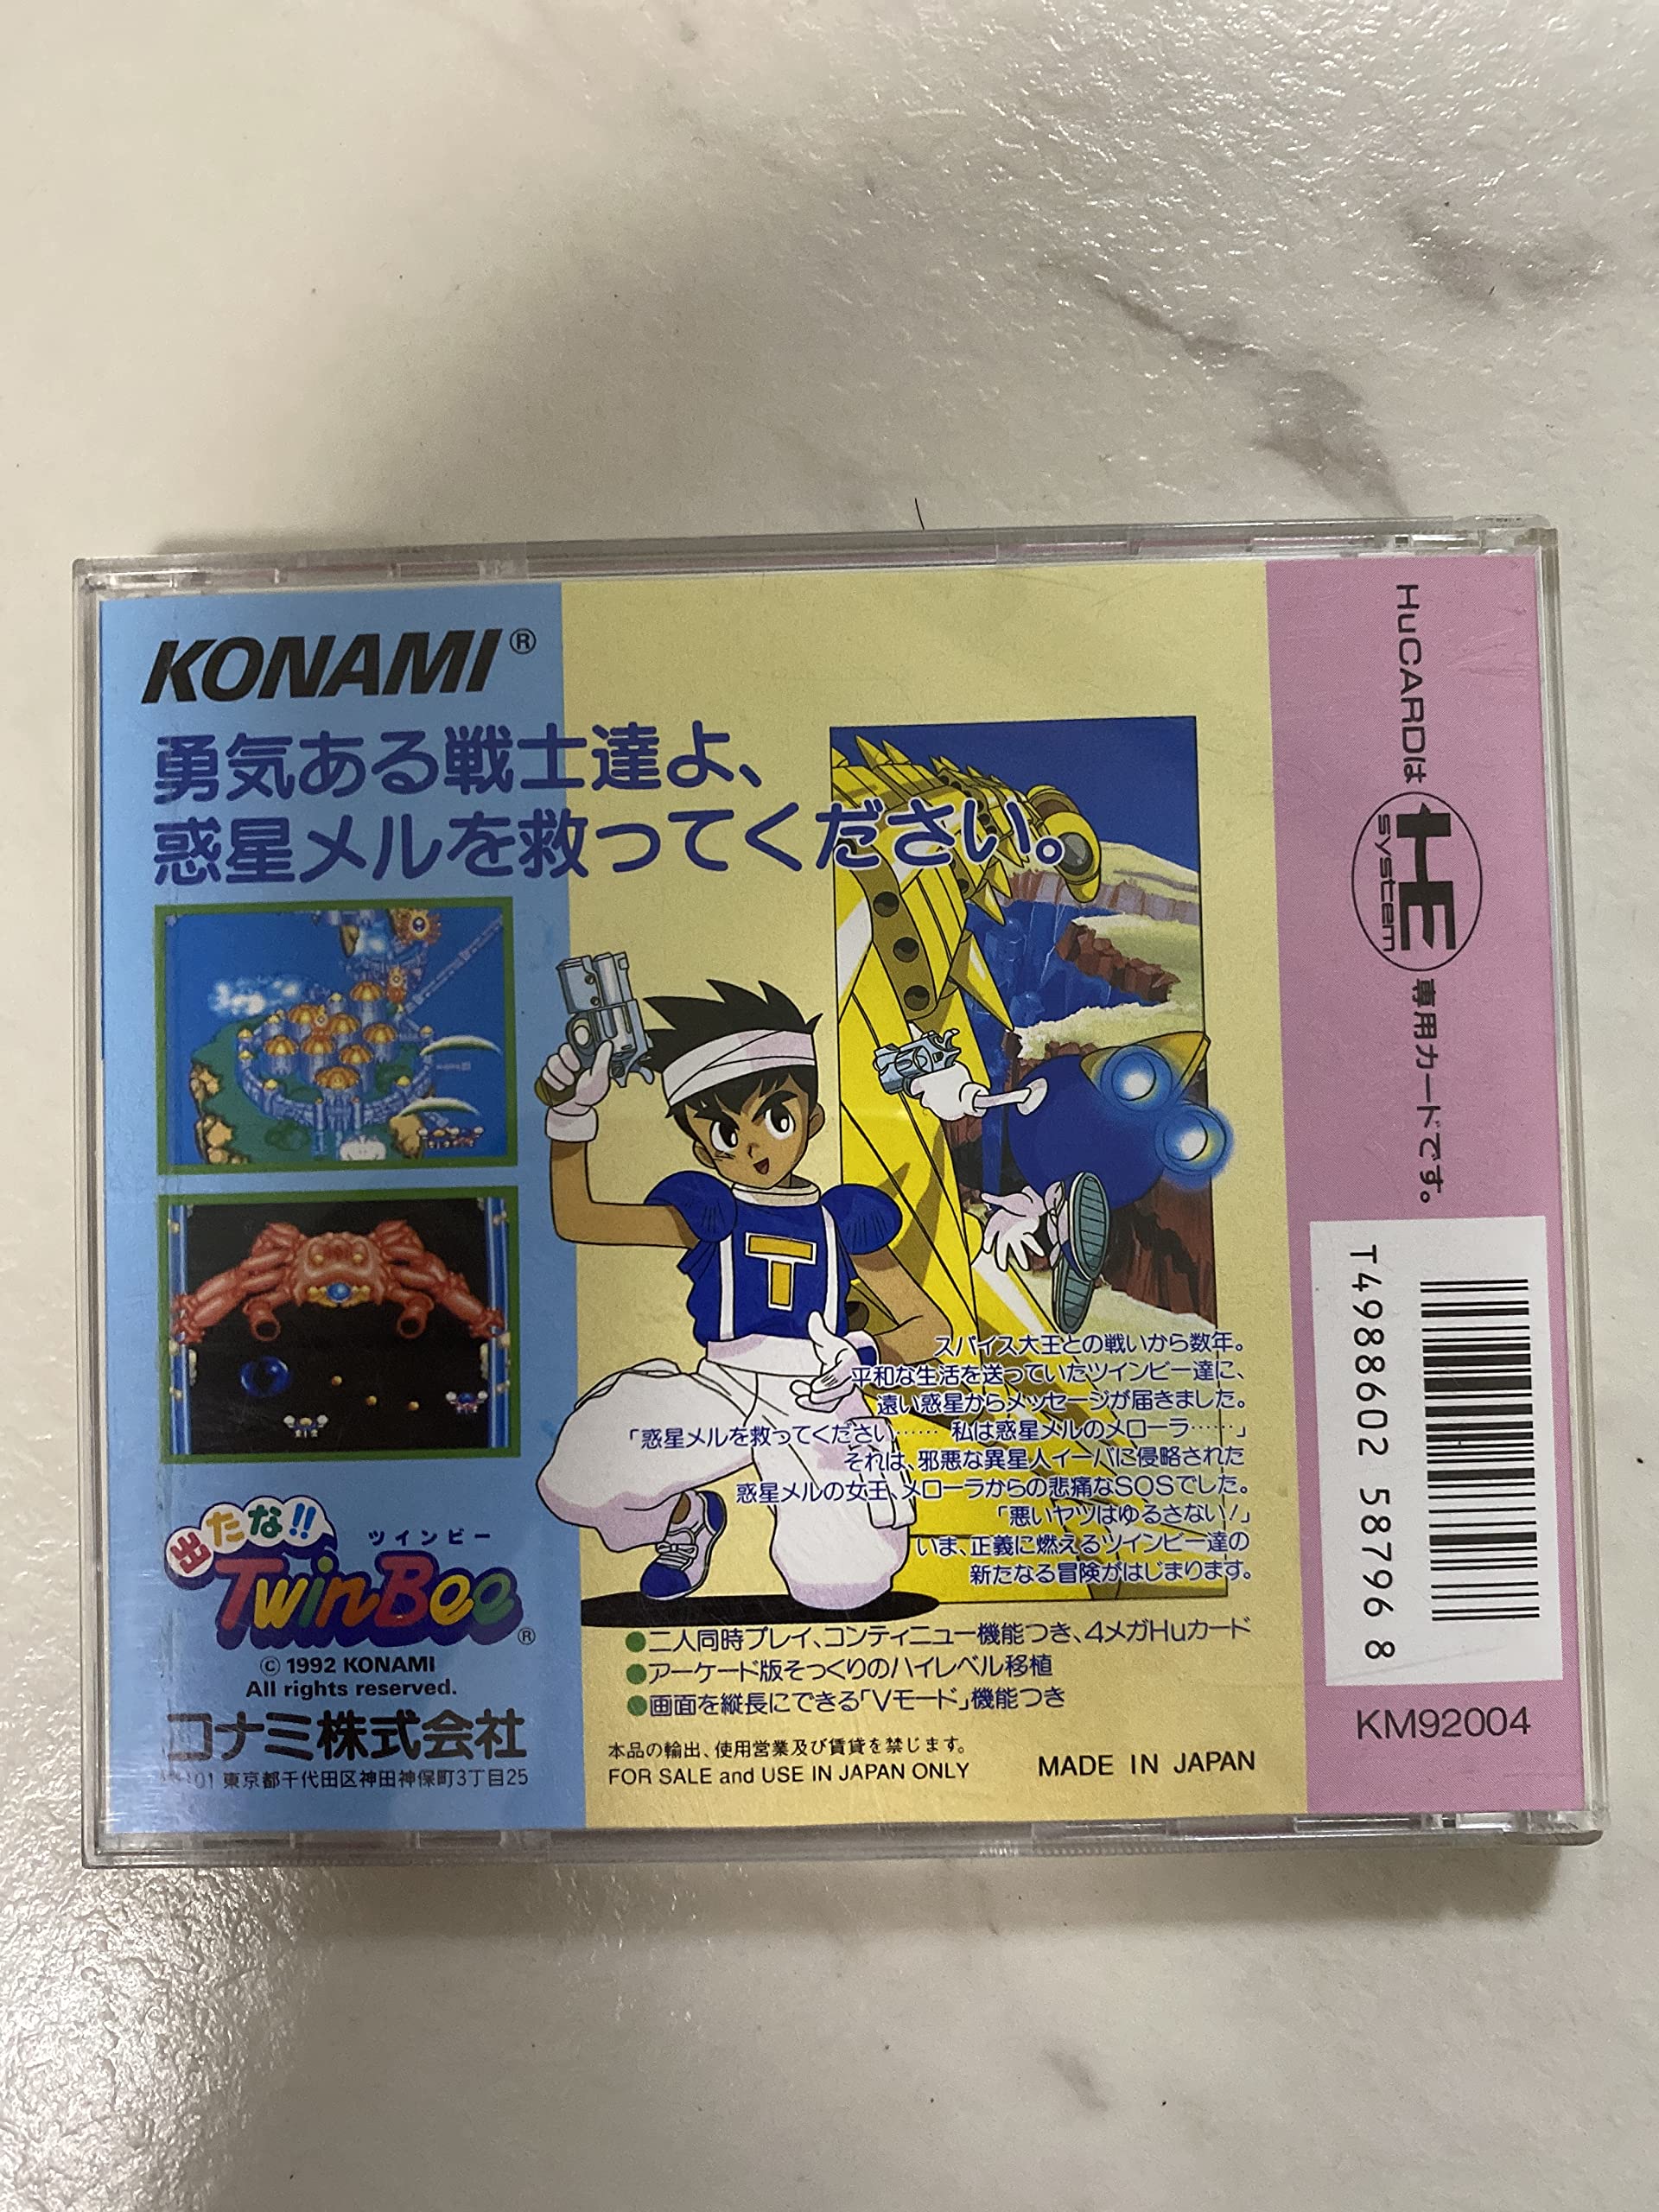 KONAMI®
勇気ある戦士達よ、
惑星メルを救ってください。
スパイス大王との戦いから数年。
平和な生活を送っていたツインビー達に、
遠い惑星からメッセージが届きました。
「惑星メルを救ってください…… 私は惑星メルのメローラ……」
それは、邪悪な異星人イーバに侵略された
惑星メルの女王、メローラからの悲痛なSOSでした。
「悪いヤツはゆるさない!」
いま、正義に燃えるツインビー達の
新たなる冒険がはじまります。
●二人同時プレイ、コンティニュー機能つき、4メガHuカード
●アーケード版そっくりのハイレベル移植
●画面を縦長にできる「Vモード」機能つき
本品の輸出、使用営業及び賃貸を禁じます。
FOR SALE and USE IN JAPAN ONLY
MADE IN JAPAN
出たな!!
ツインビー
TwinBee®
© 1992 KONAMI
All rights reserved.
コナミ株式会社
101 東京都千代田区神田神保町3丁目25
T
HuCARDは HE system 専用カードです。
T4988602 58796 8
KM92004